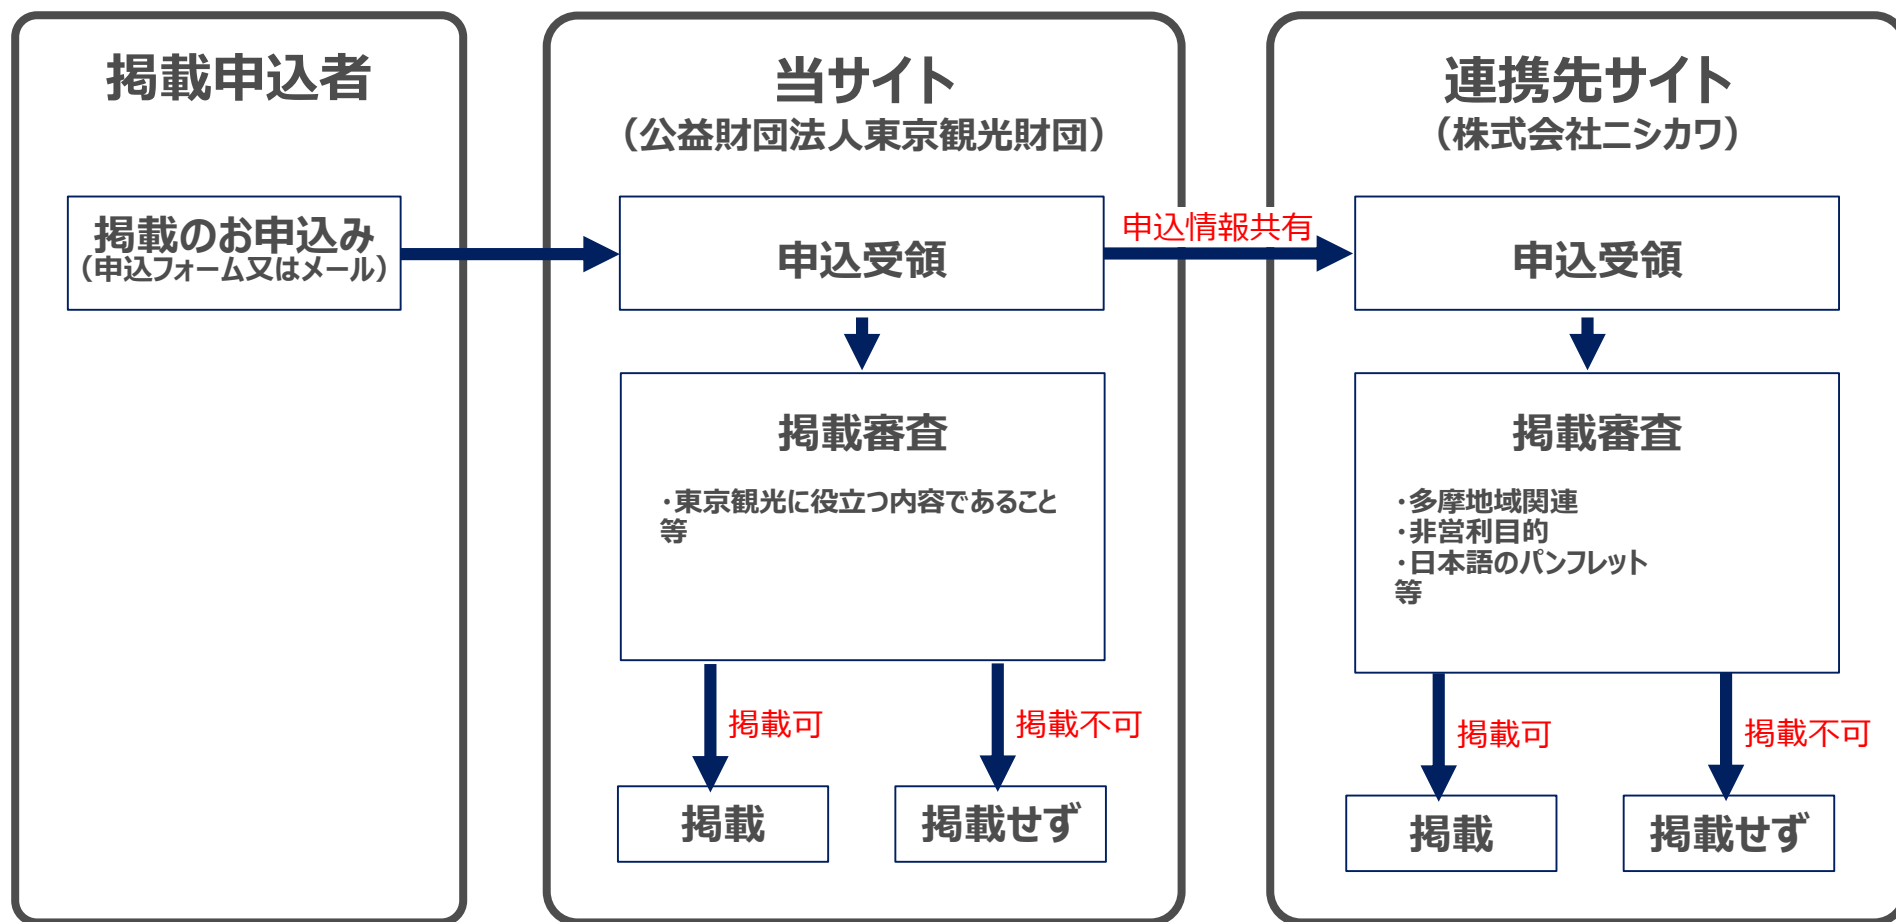 掲載申込者
掲載のお申込み
（申込フォーム又はメール）
当サイト
（公益財団法人東京観光財団）
申込受領
申込情報共有
掲載審査
・東京観光に役立つ内容であること
等
掲載可
掲載不可
掲載
掲載せず
連携先サイト
（株式会社ニシカワ）
申込受領
掲載審査
・多摩地域関連
・非営利目的
・日本語のパンフレット
等
掲載可
掲載不可
掲載
掲載せず